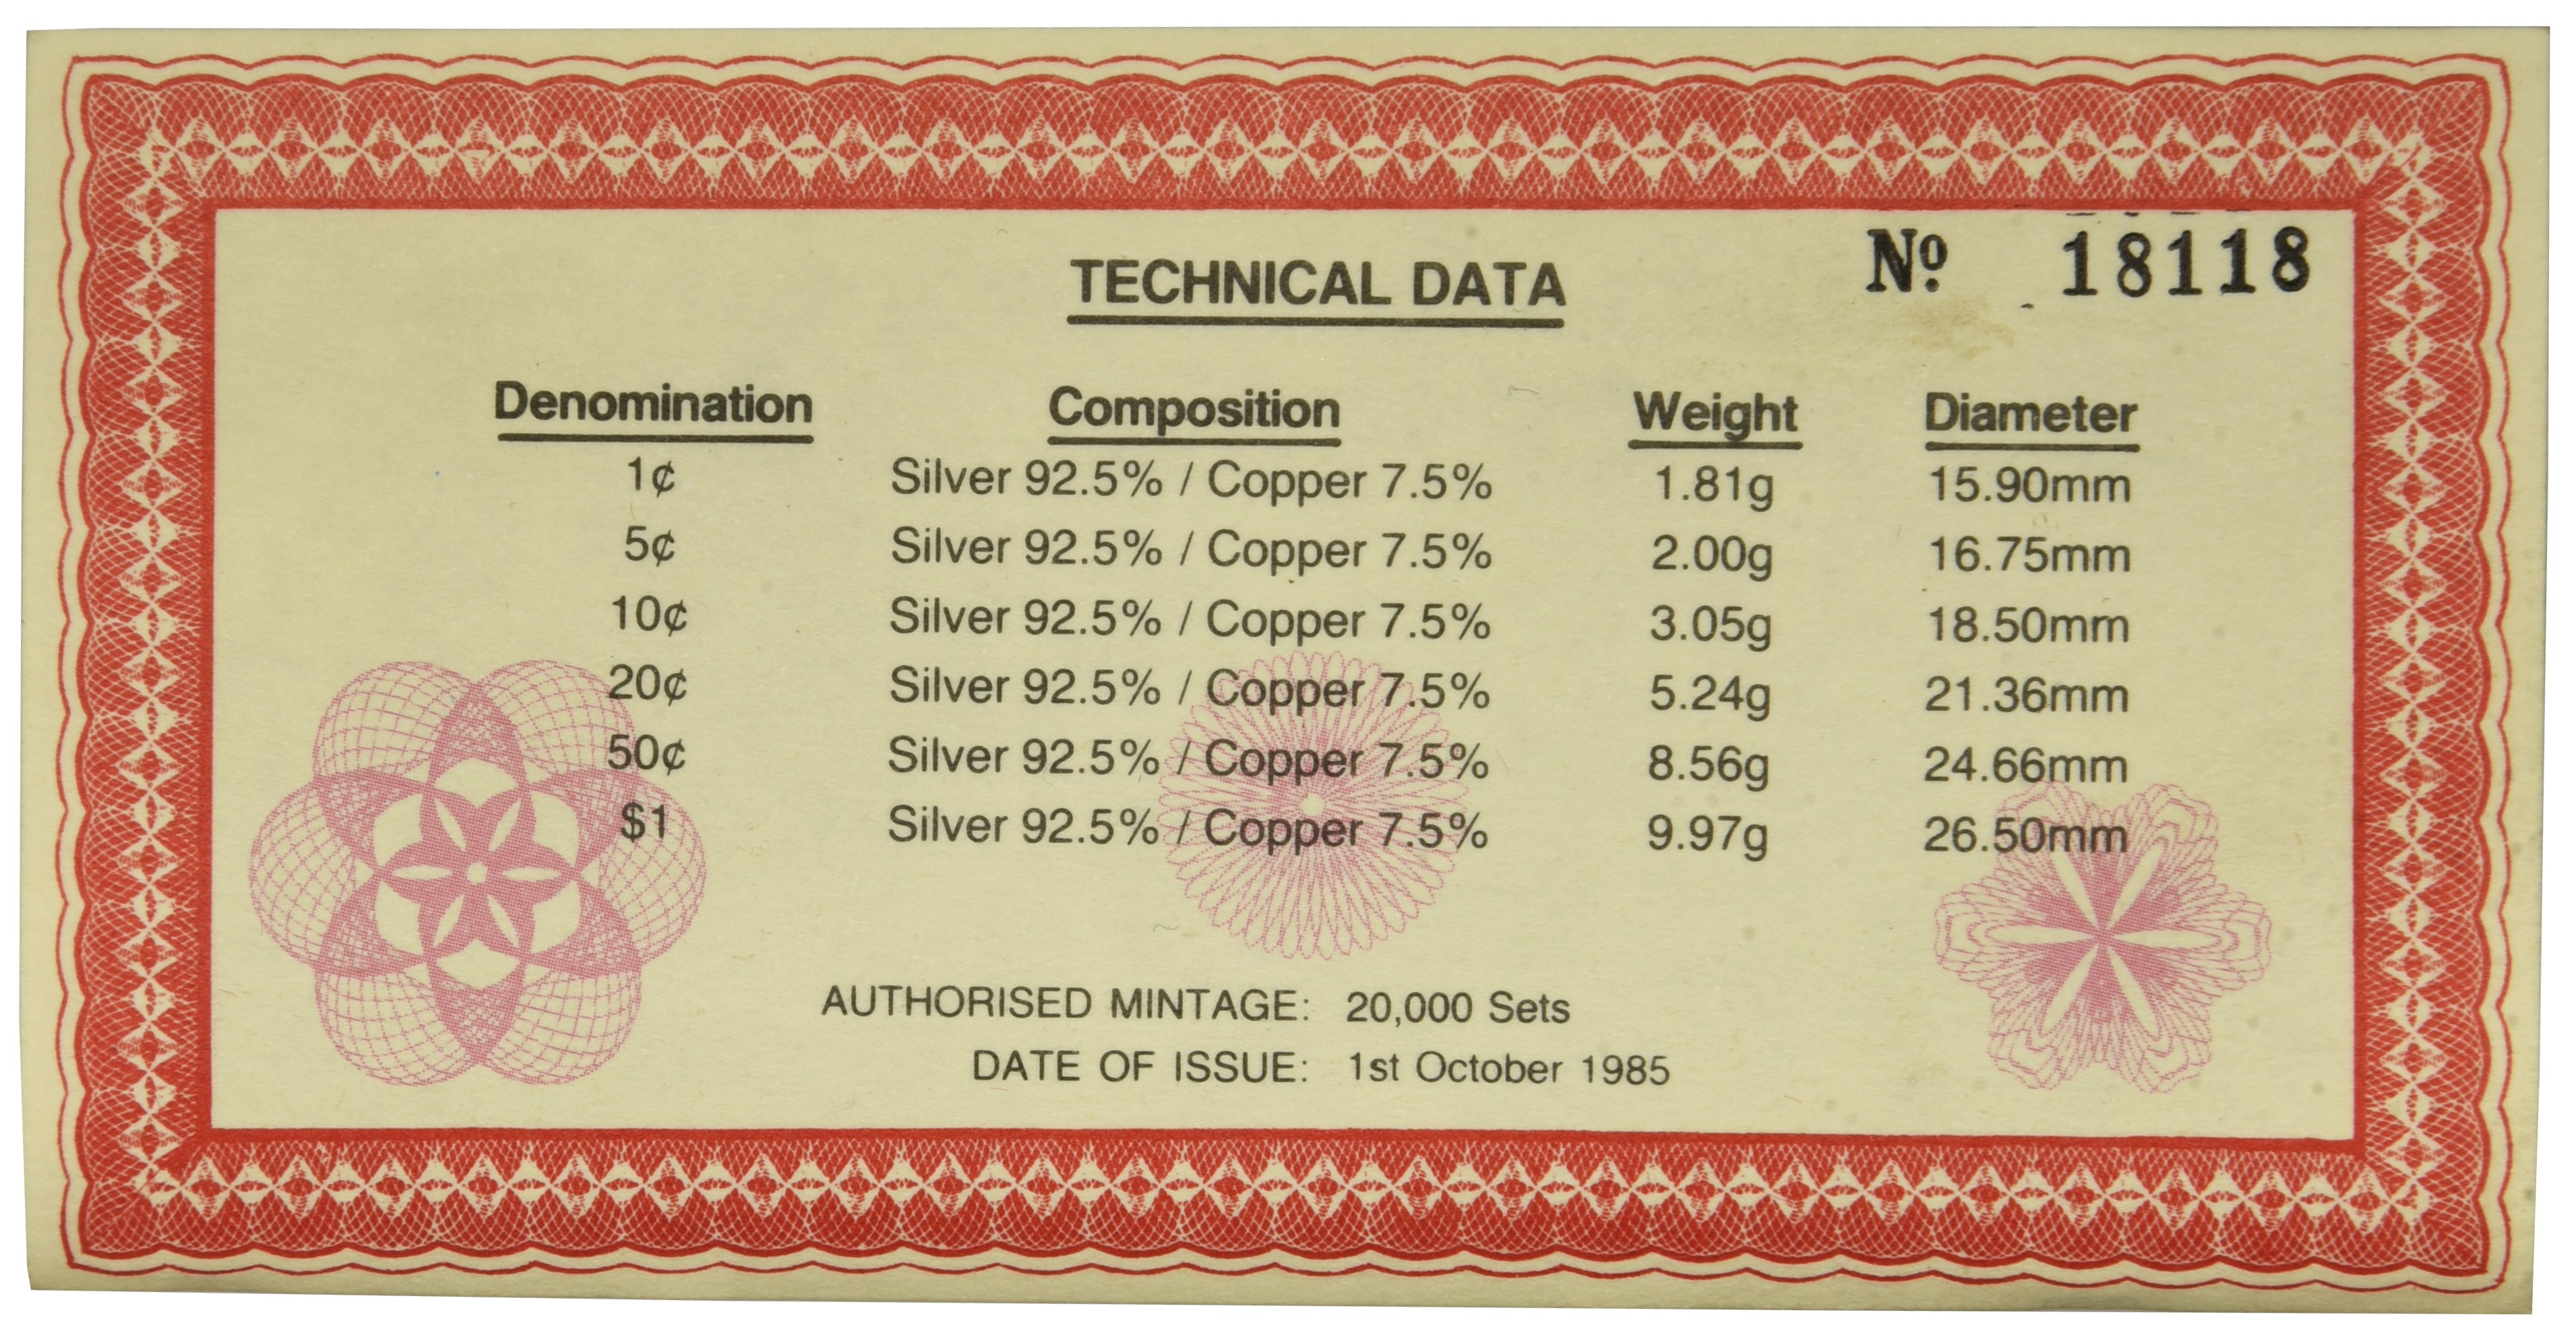 Nº 18118
TECHNICAL DATA
Denomination Composition Weight Diameter
1¢ Silver 92.5% / Copper 7.5% 1.81g 15.90mm
5¢ Silver 92.5% / Copper 7.5% 2.00g 16.75mm
10¢ Silver 92.5% / Copper 7.5% 3.05g 18.50mm
20¢ Silver 92.5% / Copper 7.5% 5.24g 21.36mm
50¢ Silver 92.5% / Copper 7.5% 8.56g 24.66mm
$1 Silver 92.5% / Copper 7.5% 9.97g 26.50mm
AUTHORISED MINTAGE: 20,000 Sets
DATE OF ISSUE: 1st October 1985